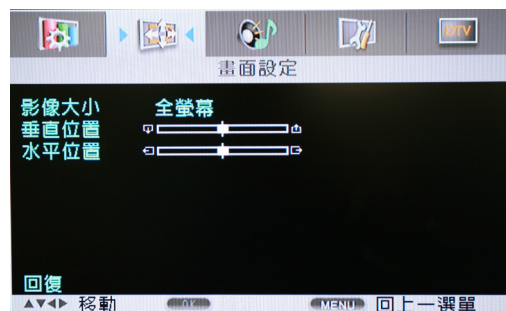 DTV
畫面設定
影像大小 全螢幕
垂直位置
水平位置
回復
移動 OK MENU 回上一選單